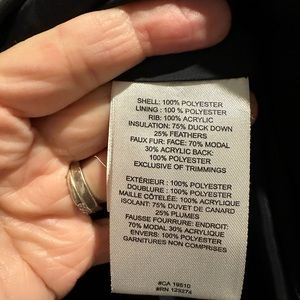 SHELL: 100% POLYESTER
LINING : 100% POLYESTER
RIB: 100% ACRYLIC
INSULATION: 75% DUCK DOWN
25% FEATHERS
FAUX FUR: FACE: 70% MODAL
30% ACRYLIC BACK:
100% POLYESTER
EXCLUSIVE OF TRIMMINGS
EXTÉRIEUR : 100% POLYESTER
DOUBLURE : 100% POLYESTER
MAILLE CÔTELÉE: 100% ACRYLIQUE
ISOLANT: 75% DUVET DE CANARD
25% PLUMES
FAUSSE FOURRURE: ENDROIT:
70% MODAL 30% ACRYLIQUE
ENVERS: 100% POLYESTER
GARNITURES NON COMPRISES
#CA 19510
#RN 123274